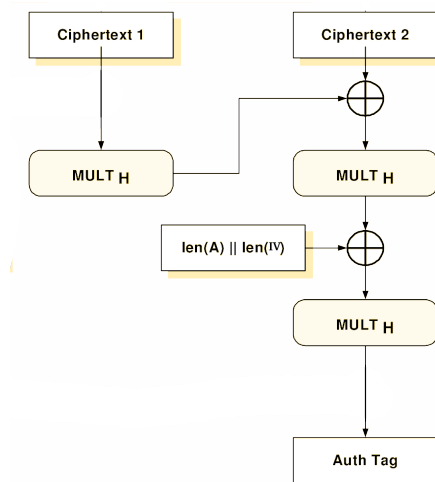 Ciphertext 1
Ciphertext 2
MULT H
MULT H
len(A) || len(IV)
MULT H
Auth Tag